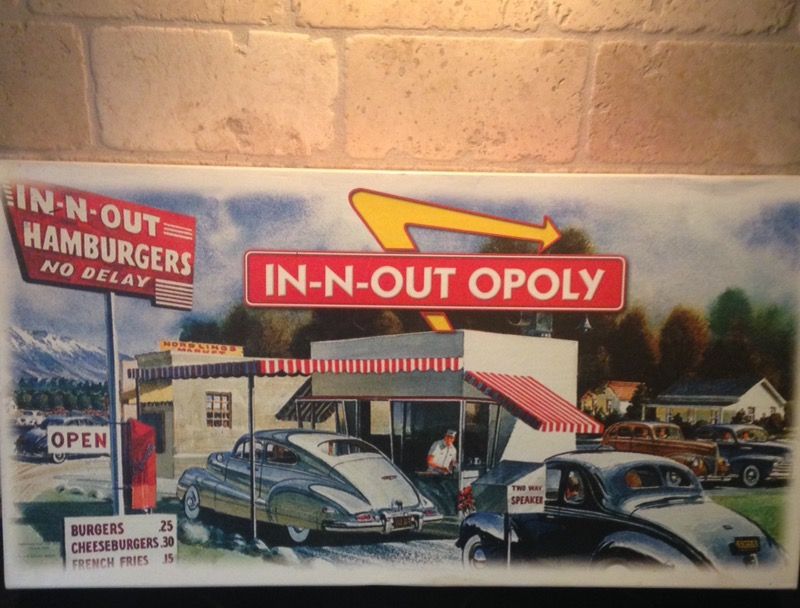 IN-N-OUT
HAMBURGERS
NO DELAY
IN-N-OUT OPOLY
MARKET
OPEN
TWO WAY
SPEAKER
BURGERS .25
CHEESEBURGERS .30
FRENCH FRIES .15